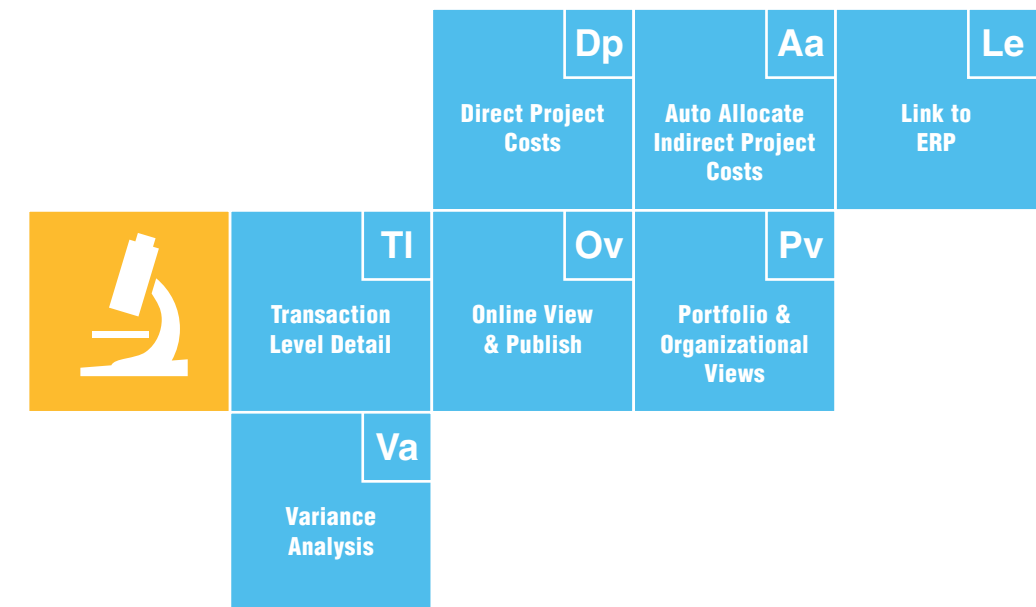 Dp
Direct Project
Costs
Aa
Auto Allocate
Indirect Project
Costs
Le
Link to
ERP
Tl
Transaction
Level Detail
Ov
Online View
& Publish
Pv
Portfolio &
Organizational
Views
Va
Variance
Analysis